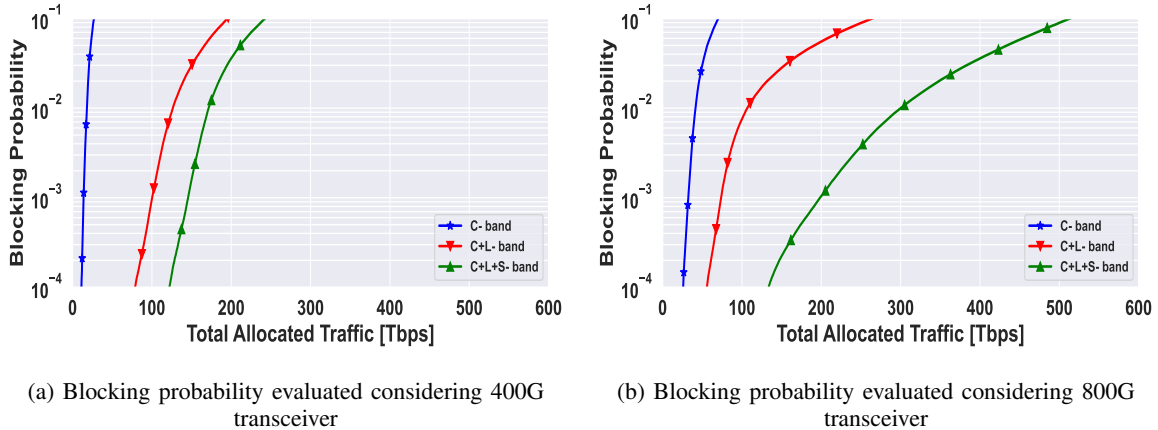 10⁻¹
10⁻²
10⁻³
10⁻⁴
Blocking Probability
0 100 200 300 400 500 600
Total Allocated Traffic [Tbps]
C- band
C+L- band
C+L+S- band
(a) Blocking probability evaluated considering 400G
transceiver
10⁻¹
10⁻²
10⁻³
10⁻⁴
Blocking Probability
0 100 200 300 400 500 600
Total Allocated Traffic [Tbps]
C- band
C+L- band
C+L+S- band
(b) Blocking probability evaluated considering 800G
transceiver